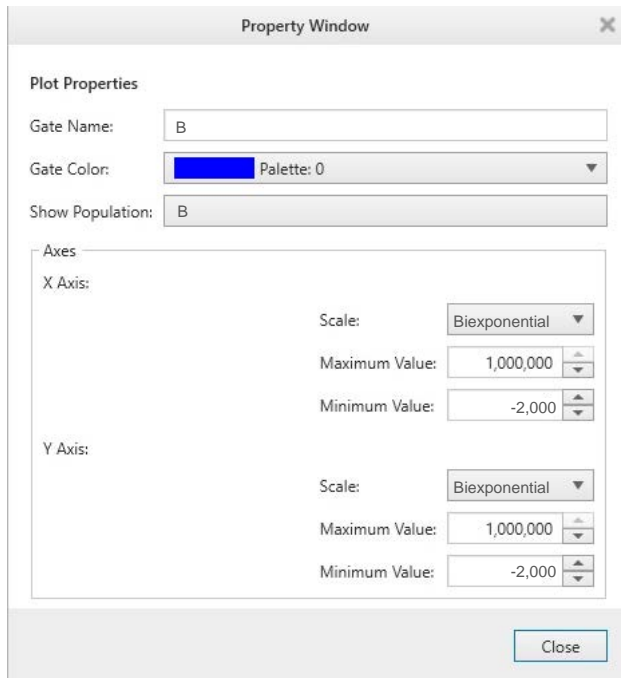 Property Window
Plot Properties
Gate Name: B
Gate Color: Palette: 0
Show Population: B
Axes
X Axis:
Scale: Biexponential
Maximum Value: 1,000,000
Minimum Value: -2,000
Y Axis:
Scale: Biexponential
Maximum Value: 1,000,000
Minimum Value: -2,000
Close